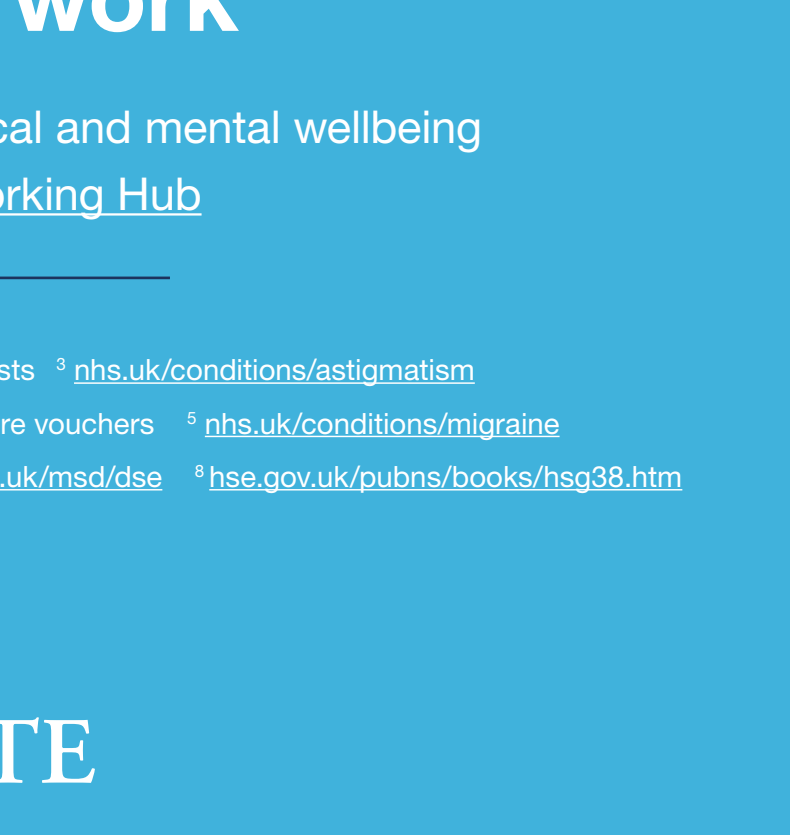 work
cal and mental wellbeing
orking Hub
sts 3 nhs.uk/conditions/astigmatism
re vouchers 5 nhs.uk/conditions/migraine
.uk/msd/dse 8 hse.gov.uk/pubns/books/hsg38.htm
TE